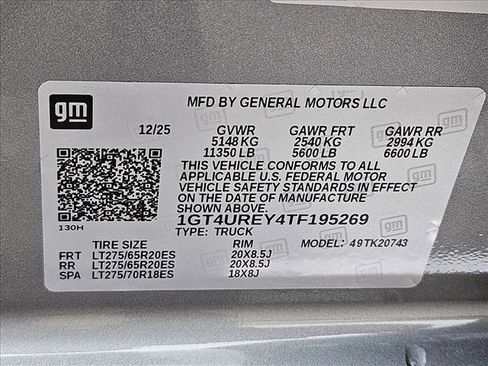 gm
MFD BY GENERAL MOTORS LLC
12/25 GVWR GAWR FRT GAWR RR
5148 KG 2540 KG 2994 KG
11350 LB 5600 LB 6600 LB
THIS VEHICLE CONFORMS TO ALL
APPLICABLE U.S. FEDERAL MOTOR
VEHICLE SAFETY STANDARDS IN EFFECT
ON THE DATE OF MANUFACTURE
SHOWN ABOVE.
1GT4UREY4TF195269
130H
TYPE: TRUCK
TIRE SIZE RIM MODEL: 49TK20743
FRT LT275/65R20ES 20X8.5J
RR LT275/65R20ES 20X8.5J
SPA LT275/70R18ES 18X8J